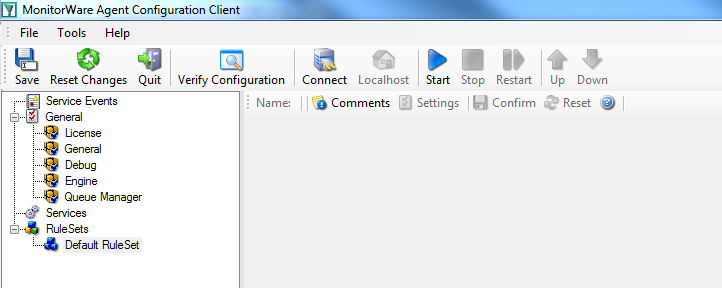 MonitorWare Agent Configuration Client
File Tools Help
Save Reset Changes Quit Verify Configuration Connect Localhost Start Stop Restart Up Down
Service Events
Name: Comments Settings Confirm Reset
General
License
General
Debug
Engine
Queue Manager
Services
RuleSets
Default RuleSet